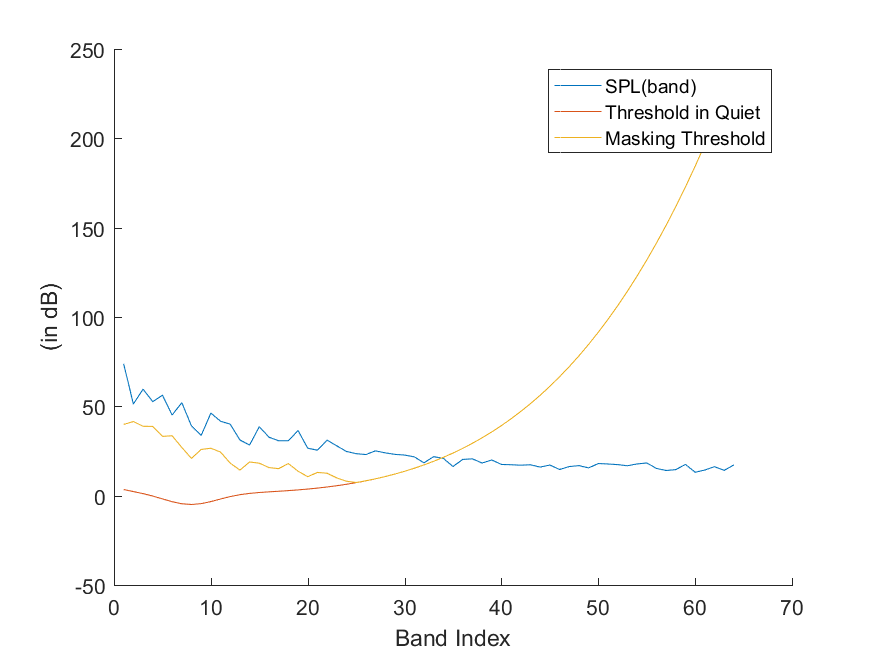 250
200
150
100
50
0
-50
(in dB)
SPL(band)
Threshold in Quiet
Masking Threshold
0 10 20 30 40 50 60 70
Band Index